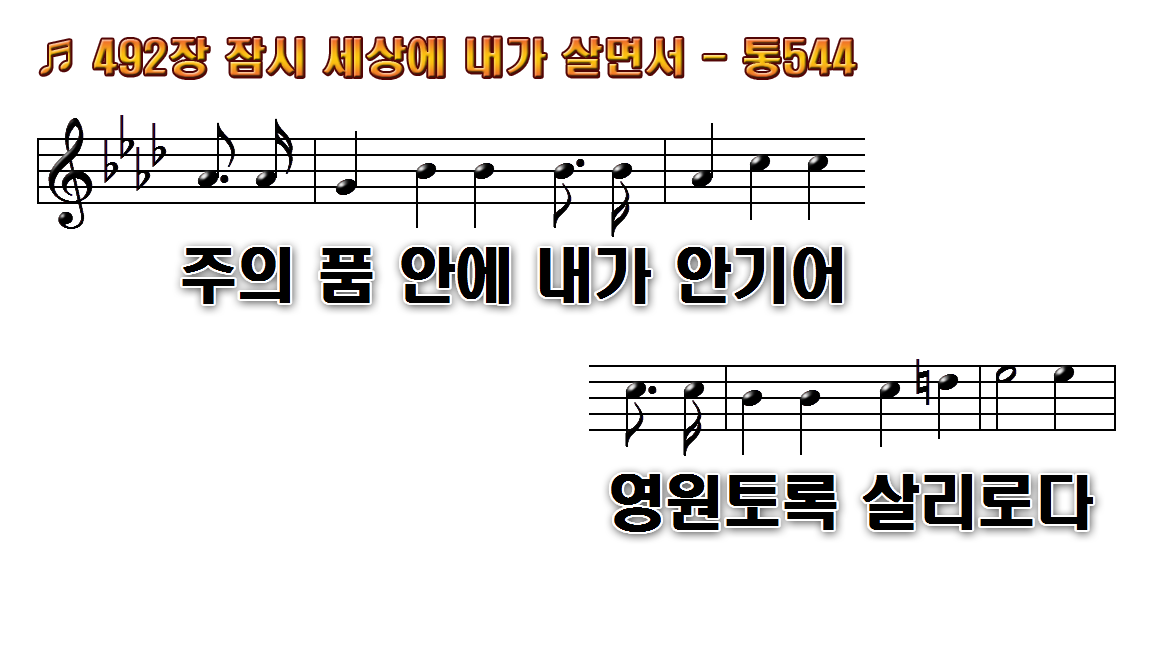 ♬ 492장 잠시 세상에 내가 살면서 - 통544
주의 품 안에 내가 안기어
영원토록 살리로다